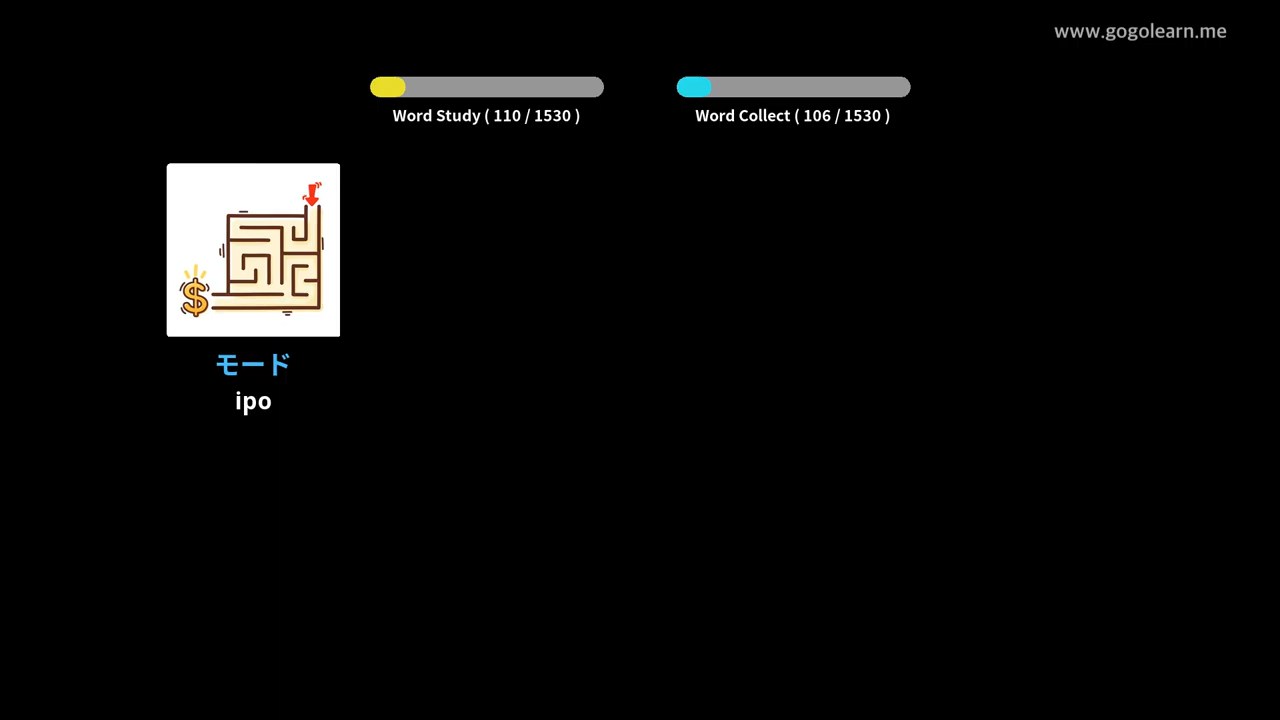 www.gogolearn.me
Word Study ( 110 / 1530 )
Word Collect ( 106 / 1530 )
$
モード
ipo